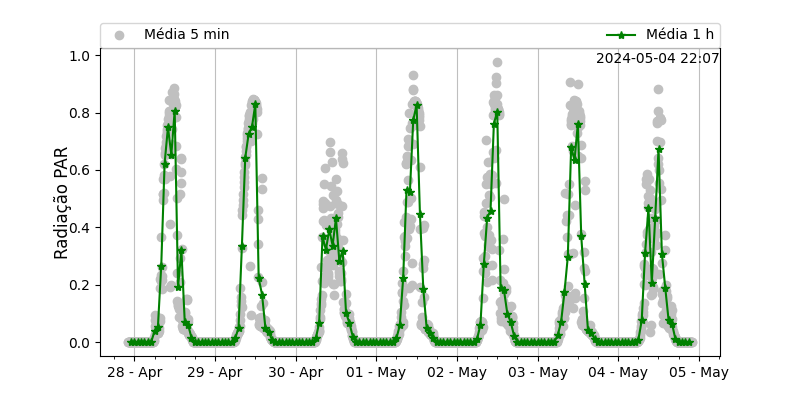 Média 5 min
Média 1 h
2024-05-04 22:07
Radiação PAR
1.0
0.8
0.6
0.4
0.2
0.0
28 - Apr
29 - Apr
30 - Apr
01 - May
02 - May
03 - May
04 - May
05 - May